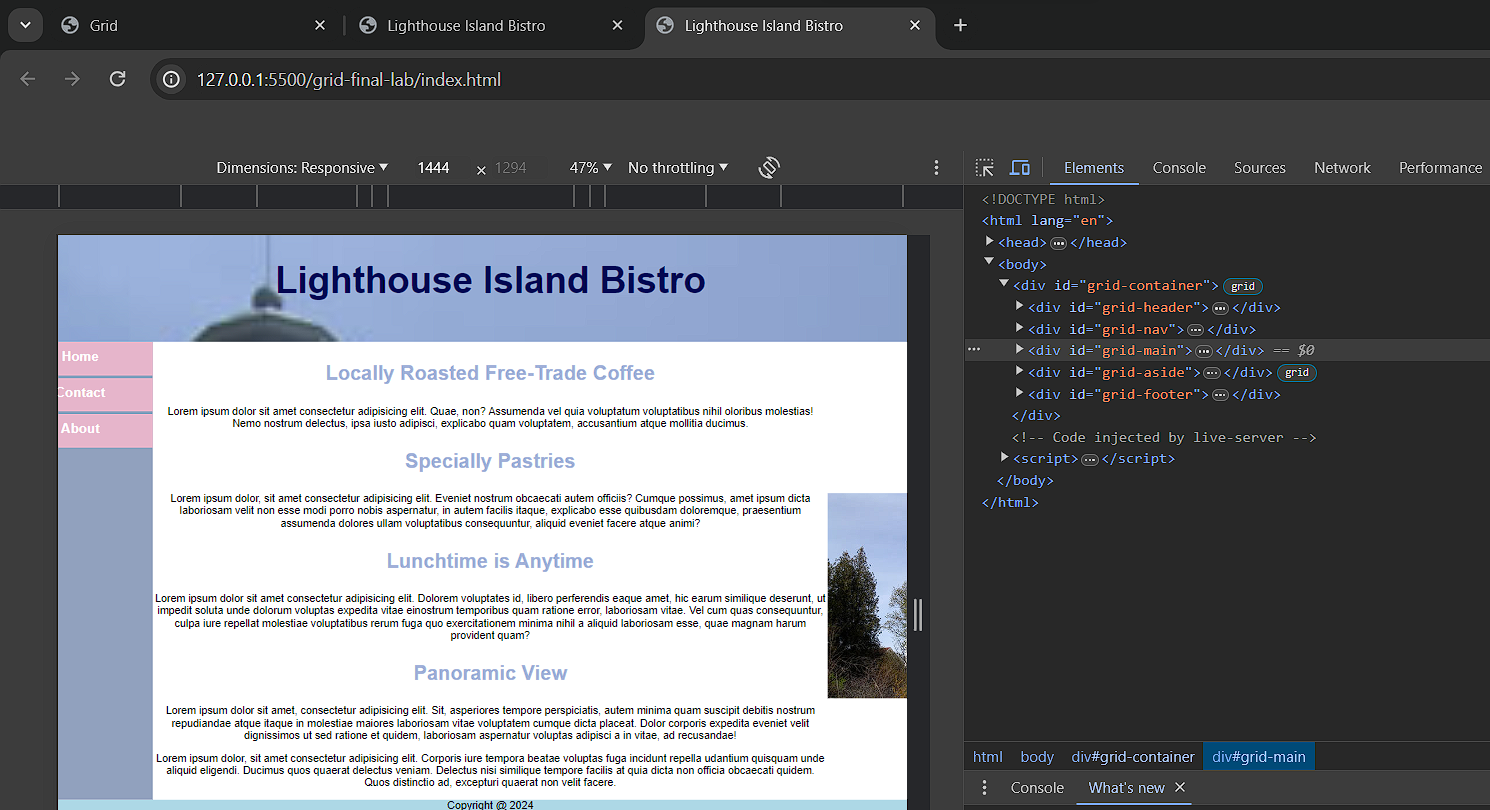 Grid
Lighthouse Island Bistro
Lighthouse Island Bistro
127.0.0.1:5500/grid-final-lab/index.html
Dimensions: Responsive 1444 × 1294 47% No throttling
Elements Console Sources Network Performance
<!DOCTYPE html>
<html lang="en">
<head> </head>
<body>
<div id="grid-container"> grid
<div id="grid-header"> </div>
<div id="grid-nav"> </div>
<div id="grid-main"> </div> == $0
<div id="grid-aside"> </div> grid
<div id="grid-footer"> </div>
</div>
<!-- Code injected by live-server -->
<script> </script>
</body>
</html>
html body div#grid-container div#grid-main
Console What's new
Lighthouse Island Bistro
Home
Contact
About
Locally Roasted Free-Trade Coffee
Lorem ipsum dolor sit amet consectetur adipisicing elit. Quae, non? Assumenda vel quia voluptatum voluptatibus nihil oloribus molestias!
Nemo nostrum delectus, ipsa iusto adipisci, explicabo quam voluptatem, accusantium atque mollitia ducimus.
Specially Pastries
Lorem ipsum dolor, sit amet consectetur adipisicing elit. Eveniet nostrum obcaecati autem officiis? Cumque possimus, amet ipsum dicta
laboriosam velit non esse modi porro nobis aspernatur, in autem facilis itaque, explicabo esse quibusdam doloremque, praesentium
assumenda dolores ullam voluptatibus consequuntur, aliquid eveniet facere atque animi?
Lunchtime is Anytime
Lorem ipsum dolor sit amet consectetur adipisicing elit. Dolorem voluptates id, libero perferendis eaque amet, hic earum similique deserunt, ut
impedit soluta unde dolorum voluptas expedita vitae einostrum temporibus quam ratione error, laboriosam vitae. Vel cum quas consequuntur,
culpa iure repellat molestiae voluptatibus rerum fuga quo exercitationem minima nihil a aliquid laboriosam esse, quae magnam harum
provident quam?
Panoramic View
Lorem ipsum dolor sit amet, consectetur adipisicing elit. Sit, asperiores tempore perspiciatis, autem minima quam suscipit debitis nostrum
repudiandae atque itaque in molestiae maiores laboriosam vitae voluptatem cumque dicta placeat. Dolor corporis expedita eveniet velit
dignissimos ut sed ratione et quidem, laboriosam aspernatur voluptas adipisci a in vitae, ad recusandae!
Lorem ipsum dolor, sit amet consectetur adipisicing elit. Corporis iure tempora beatae voluptas fuga incidunt repella udantium quisquam unde
aliquid eligendi. Ducimus quos quaerat delectus veniam. Delectus nisi similique tempore facilis at quia dicta non officia obcaecati quidem.
Quos distinctio ad, excepturi quaerat non velit facere.
Copyright @ 2024